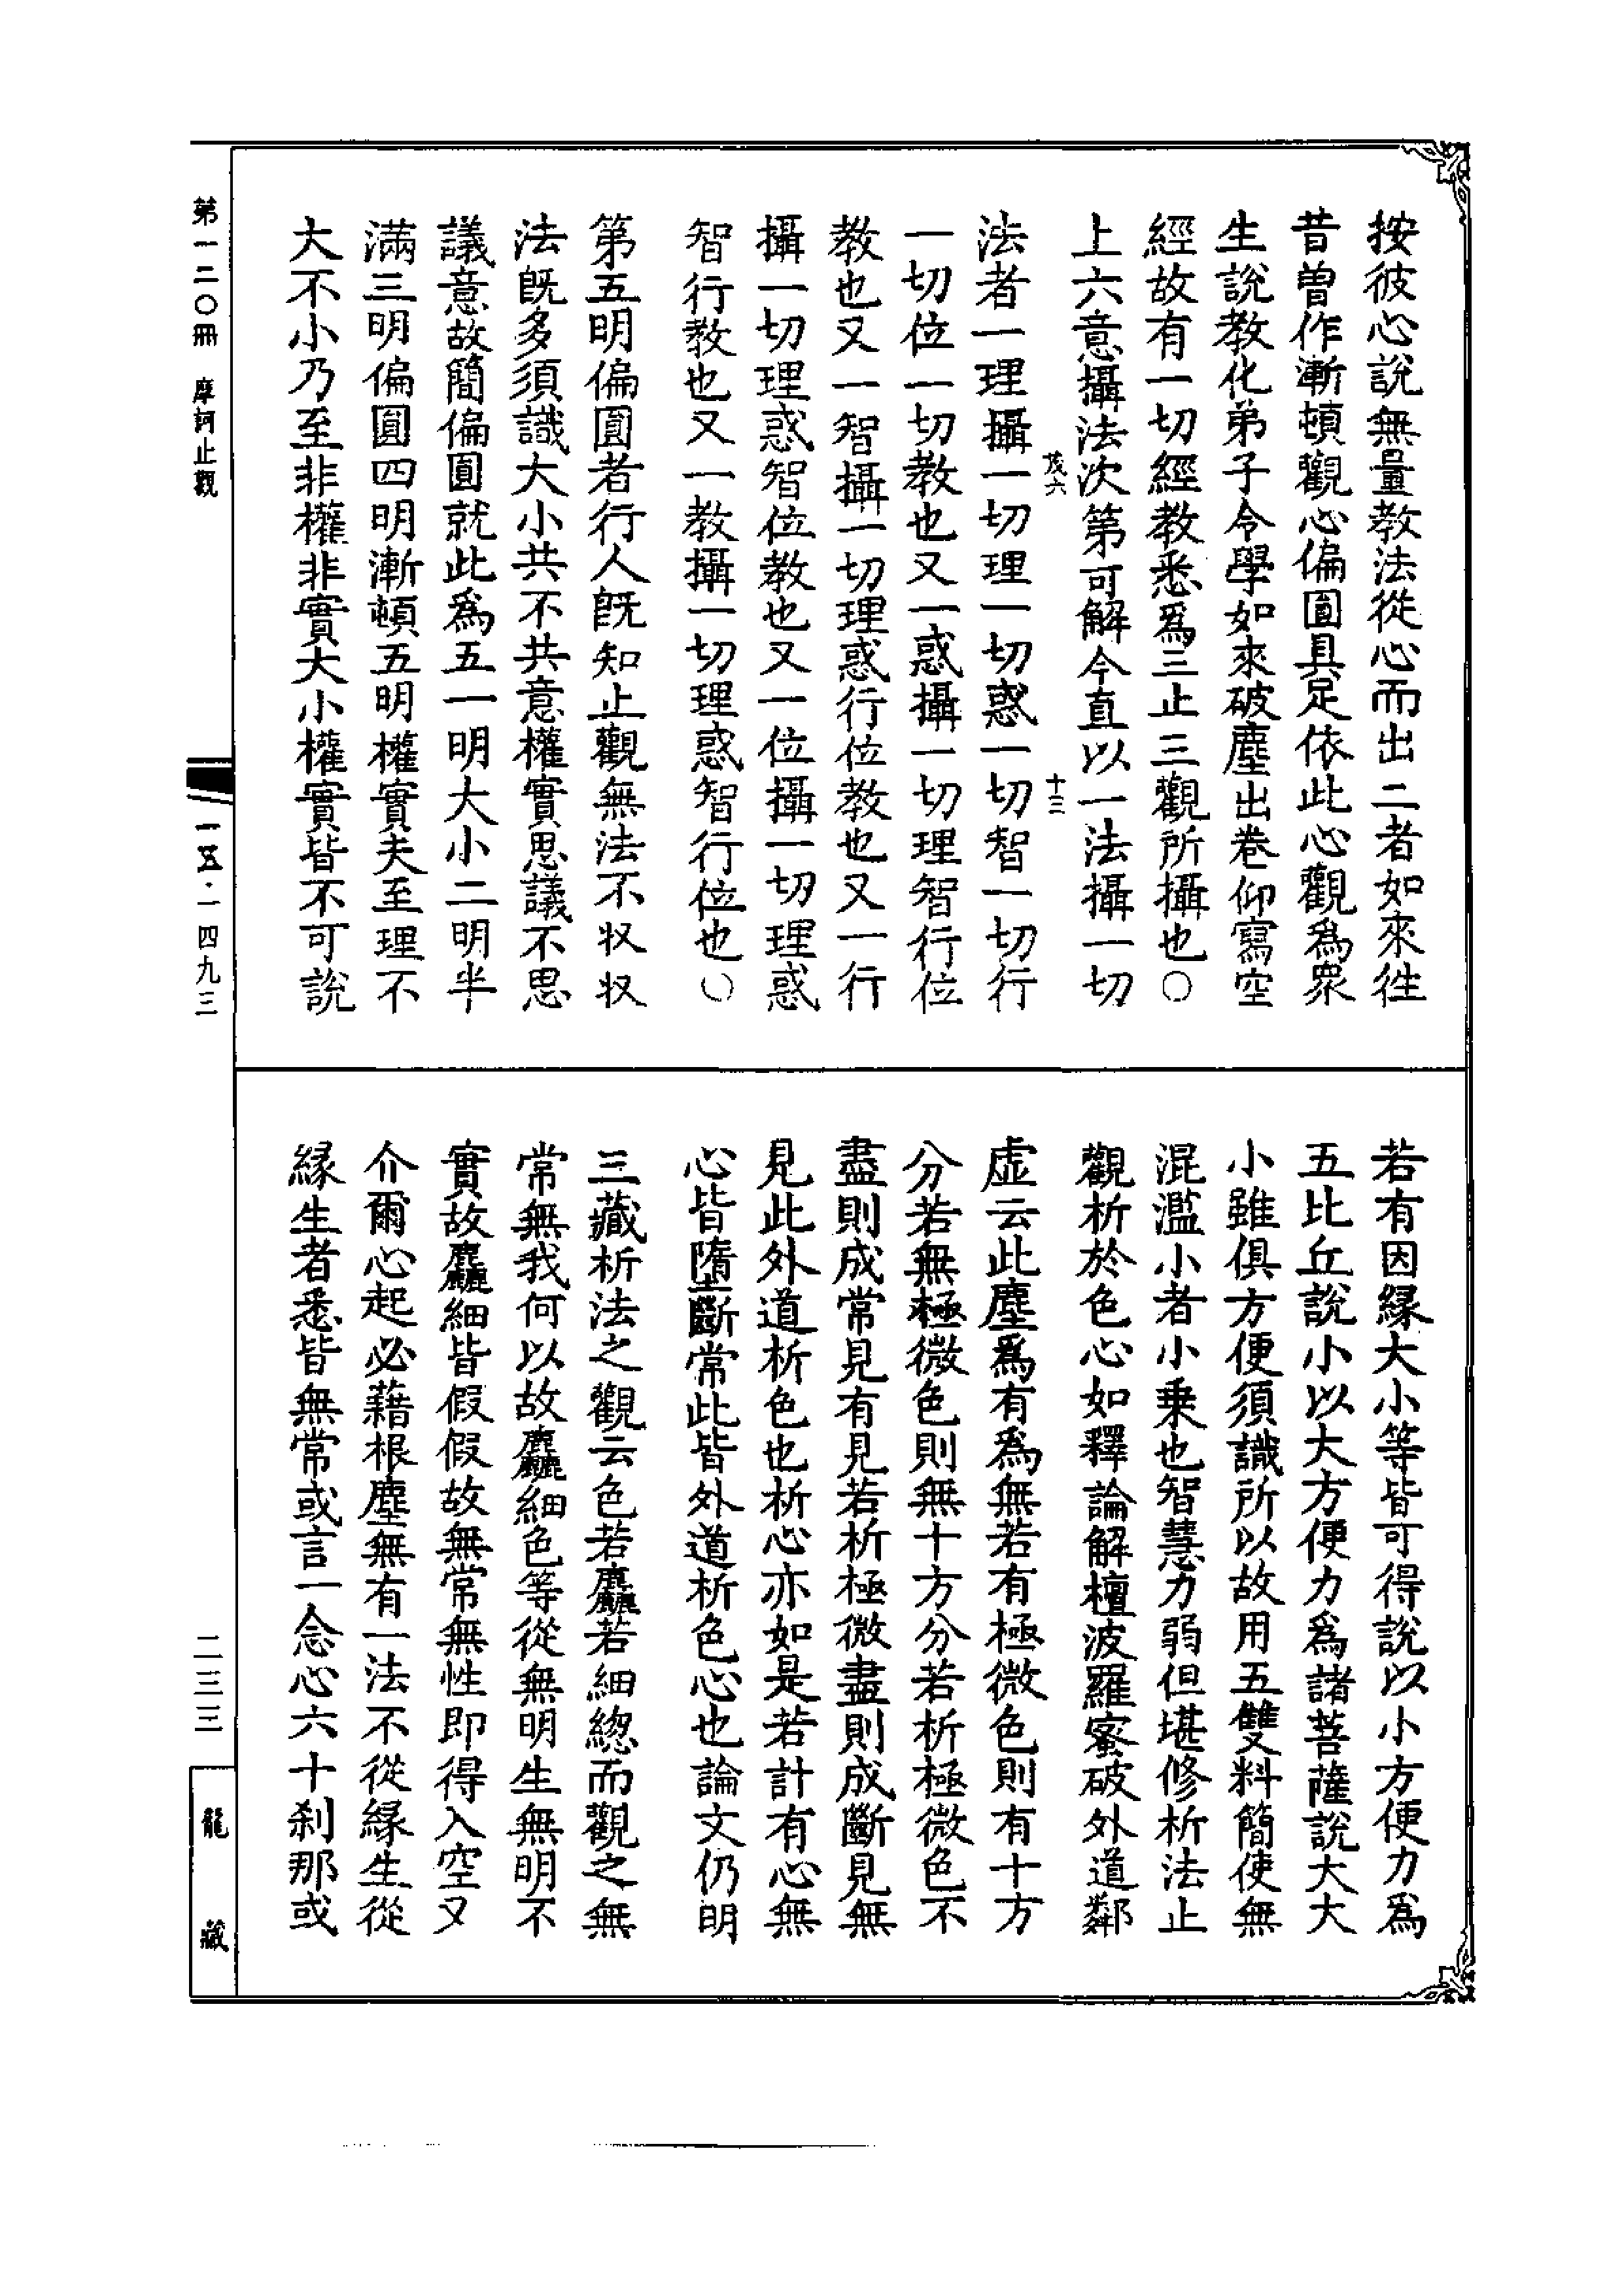 按彼心說無量教法從心而出二者如來徃
昔曾作漸頓觀心偏圓具足依此心觀爲衆
生說教化弟子令學如來破塵出卷仰寫空
經故有一切經教悉爲三止三觀所攝也〇
上六意攝法次第可解今直以一法攝一切
茂六　十三
法者一理攝一切理一切惑一切智一切行
一切位一切教也又一惑攝一切理智行位
教也又一智攝一切理惑行位教也又一行
攝一切理惑智位教也又一位攝一切理惑
智行教也又一教攝一切理惑智行位也〇
第五明偏圓者行人旣知止觀無法不收收
法旣多須識大小共不共意權實思議不思
議意故簡偏圓就此爲五一明大小二明半
滿三明偏圓四明漸頓五明權實夫至理不
大不小乃至非權非實大小權實皆不可說
若有因緣大小等皆可得說以小方便力爲
五比丘說小以大方便力爲諸菩薩說大大
小雖俱方便須識所以故用五雙料簡使無
混濫小者小乗也智慧力弱但堪修析法止
觀析於色心如釋論解檀波羅蜜破外道鄰
虛云此塵爲有爲無若有極微色則有十方
分若無極微色則無十方分若析極微色不
盡則成常見有見若析極微盡則成斷見無
見此外道析色也析心亦如是若計有心無
心皆墮斷常此皆外道析色心也論文仍明
三藏析法之觀云色若麤若細總而觀之無
常無我何以故麤細色等從無明生無明不
實故麤細皆假假故無常無性即得入空又
介爾心起必藉根塵無有一法不從緣生從
緣生者悉皆無常或言一念心六十刹那或
第一二〇冊　摩訶止觀
一五·一四九三
二三三
龍藏